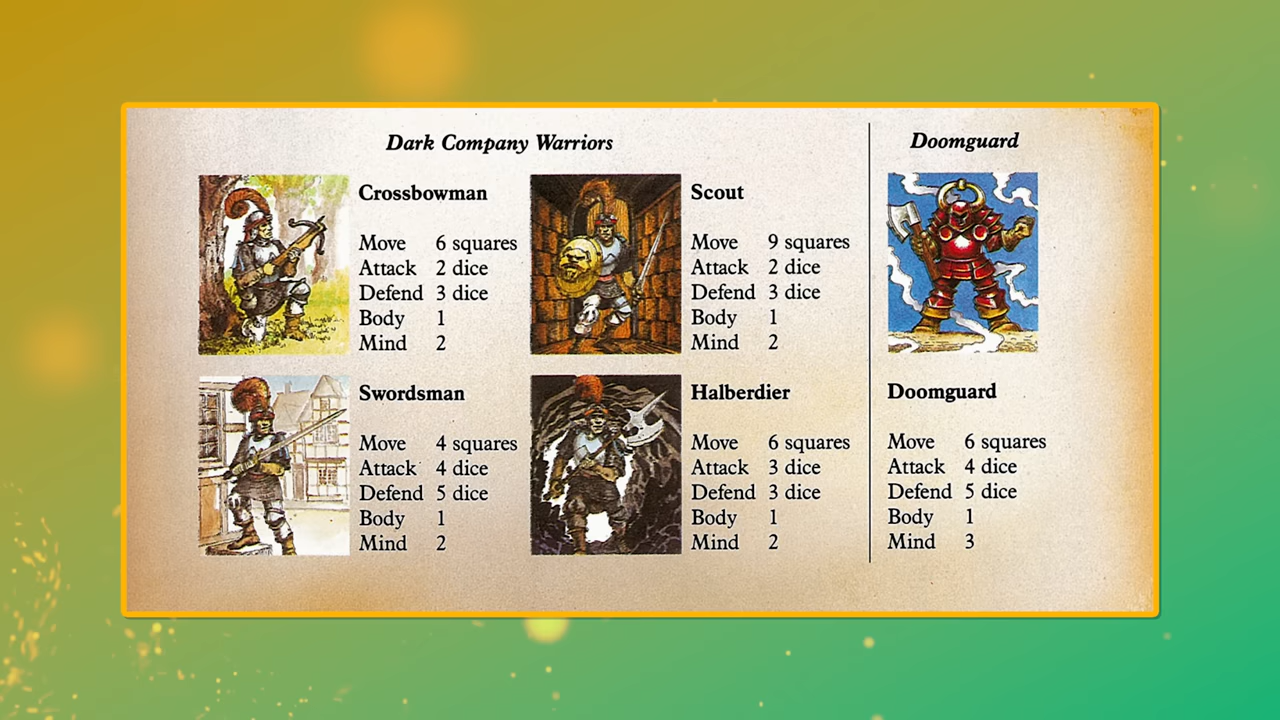 Dark Company Warriors
Crossbowman
Move 6 squares
Attack 2 dice
Defend 3 dice
Body 1
Mind 2
Scout
Move 9 squares
Attack 2 dice
Defend 3 dice
Body 1
Mind 2
Swordsman
Move 4 squares
Attack 4 dice
Defend 5 dice
Body 1
Mind 2
Halberdier
Move 6 squares
Attack 3 dice
Defend 3 dice
Body 1
Mind 2
Doomguard
Doomguard
Move 6 squares
Attack 4 dice
Defend 5 dice
Body 1
Mind 3